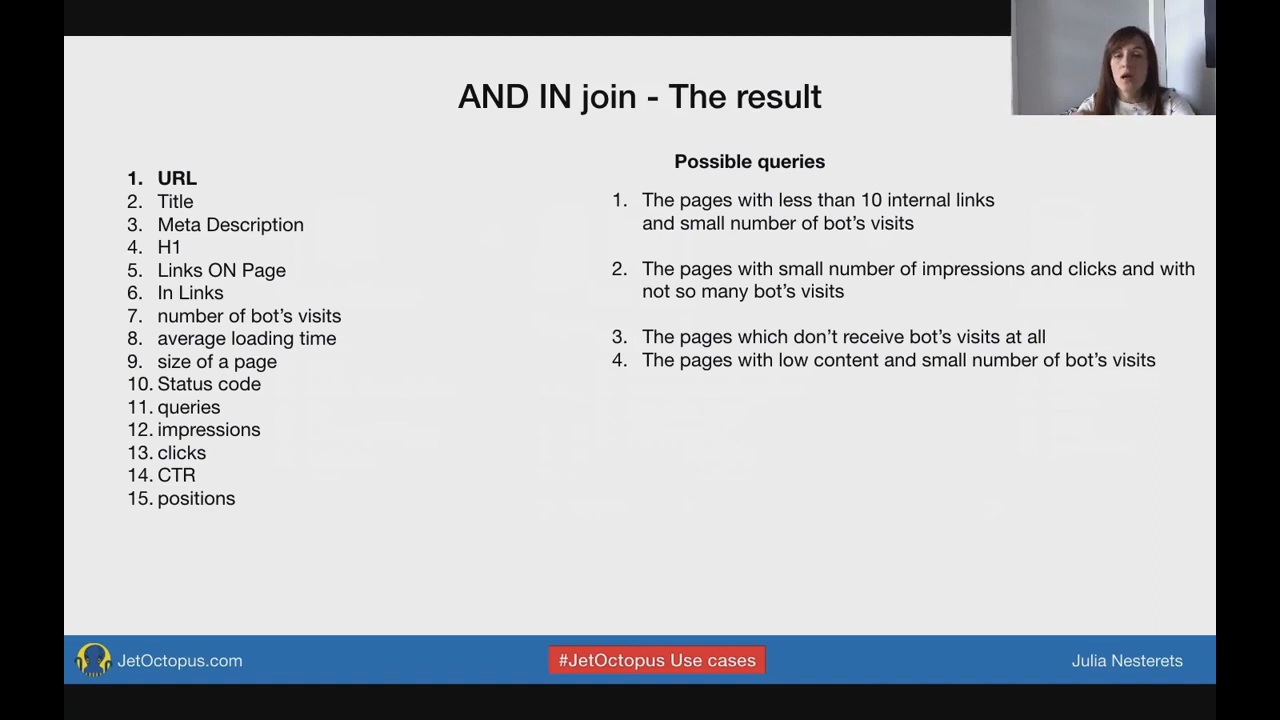 AND IN join - The result
1. URL
2. Title
3. Meta Description
4. H1
5. Links ON Page
6. In Links
7. number of bot’s visits
8. average loading time
9. size of a page
10. Status code
11. queries
12. impressions
13. clicks
14. CTR
15. positions
Possible queries
1. The pages with less than 10 internal links
and small number of bot’s visits
2. The pages with small number of impressions and clicks and with
not so many bot’s visits
3. The pages which don’t receive bot’s visits at all
4. The pages with low content and small number of bot’s visits
JetOctopus.com
#JetOctopus Use cases
Julia Nesterets